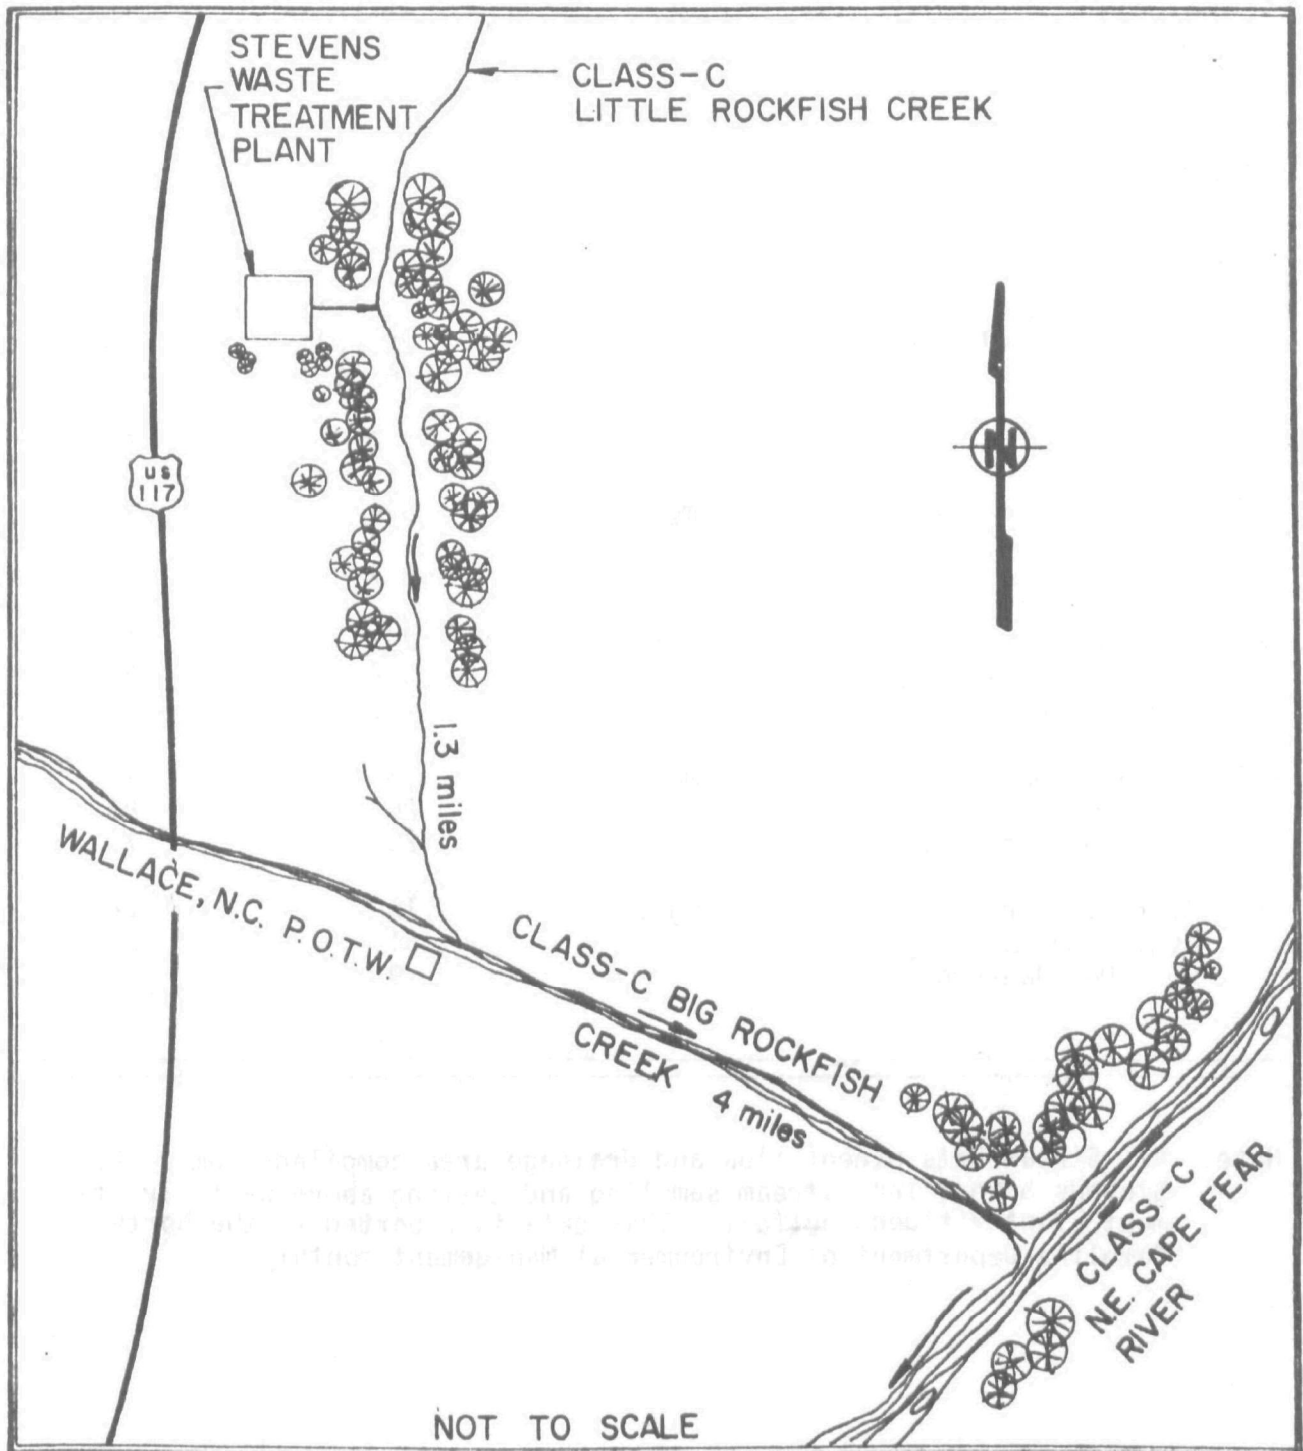 STEVENS
WASTE
TREATMENT
PLANT
CLASS-C
LITTLE ROCKFISH CREEK
US
117
N
1.3 miles
WALLACE, N.C. P.O.T.W.
CLASS-C BIG ROCKFISH
CREEK
4 miles
CLASS C
N.E. CAPE FEAR
RIVER
NOT TO SCALE